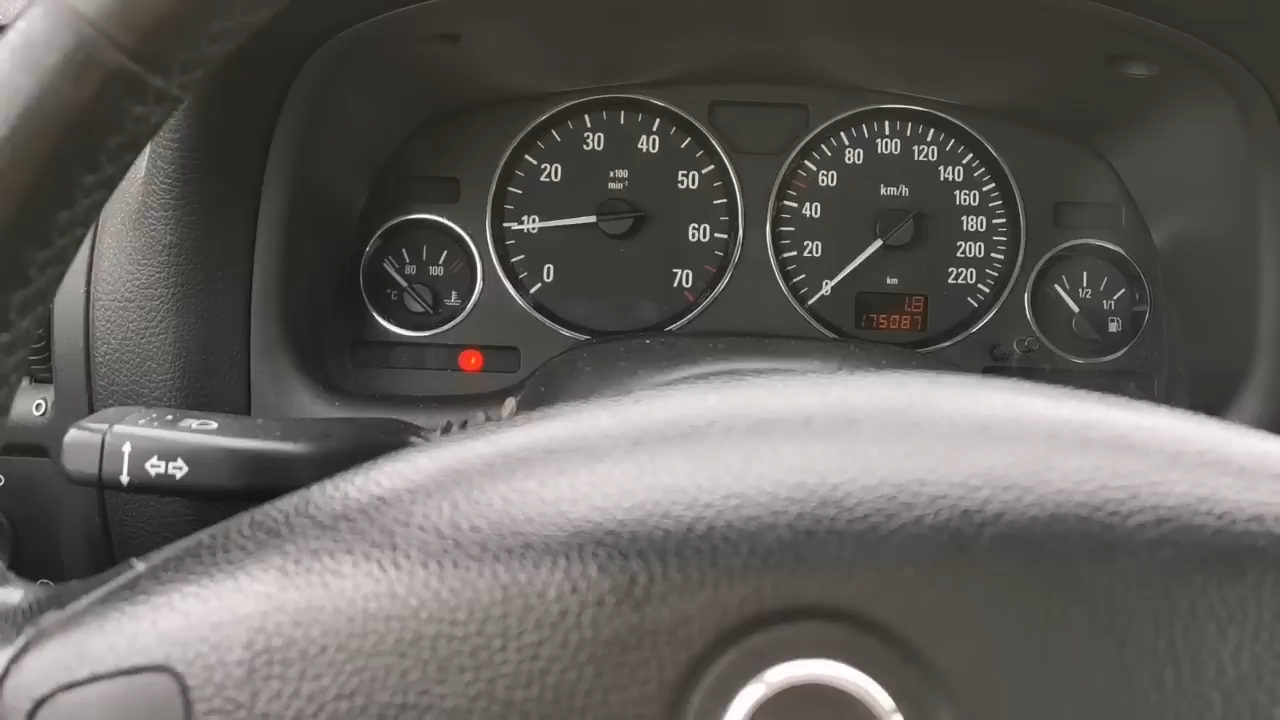 0 10 20 30 40 50 60 70
x100
min⁻¹
0 20 40 60 80 100 120 140 160 180 200 220
km/h
km
1.8
175087
80 100
°C
1/2 1/1